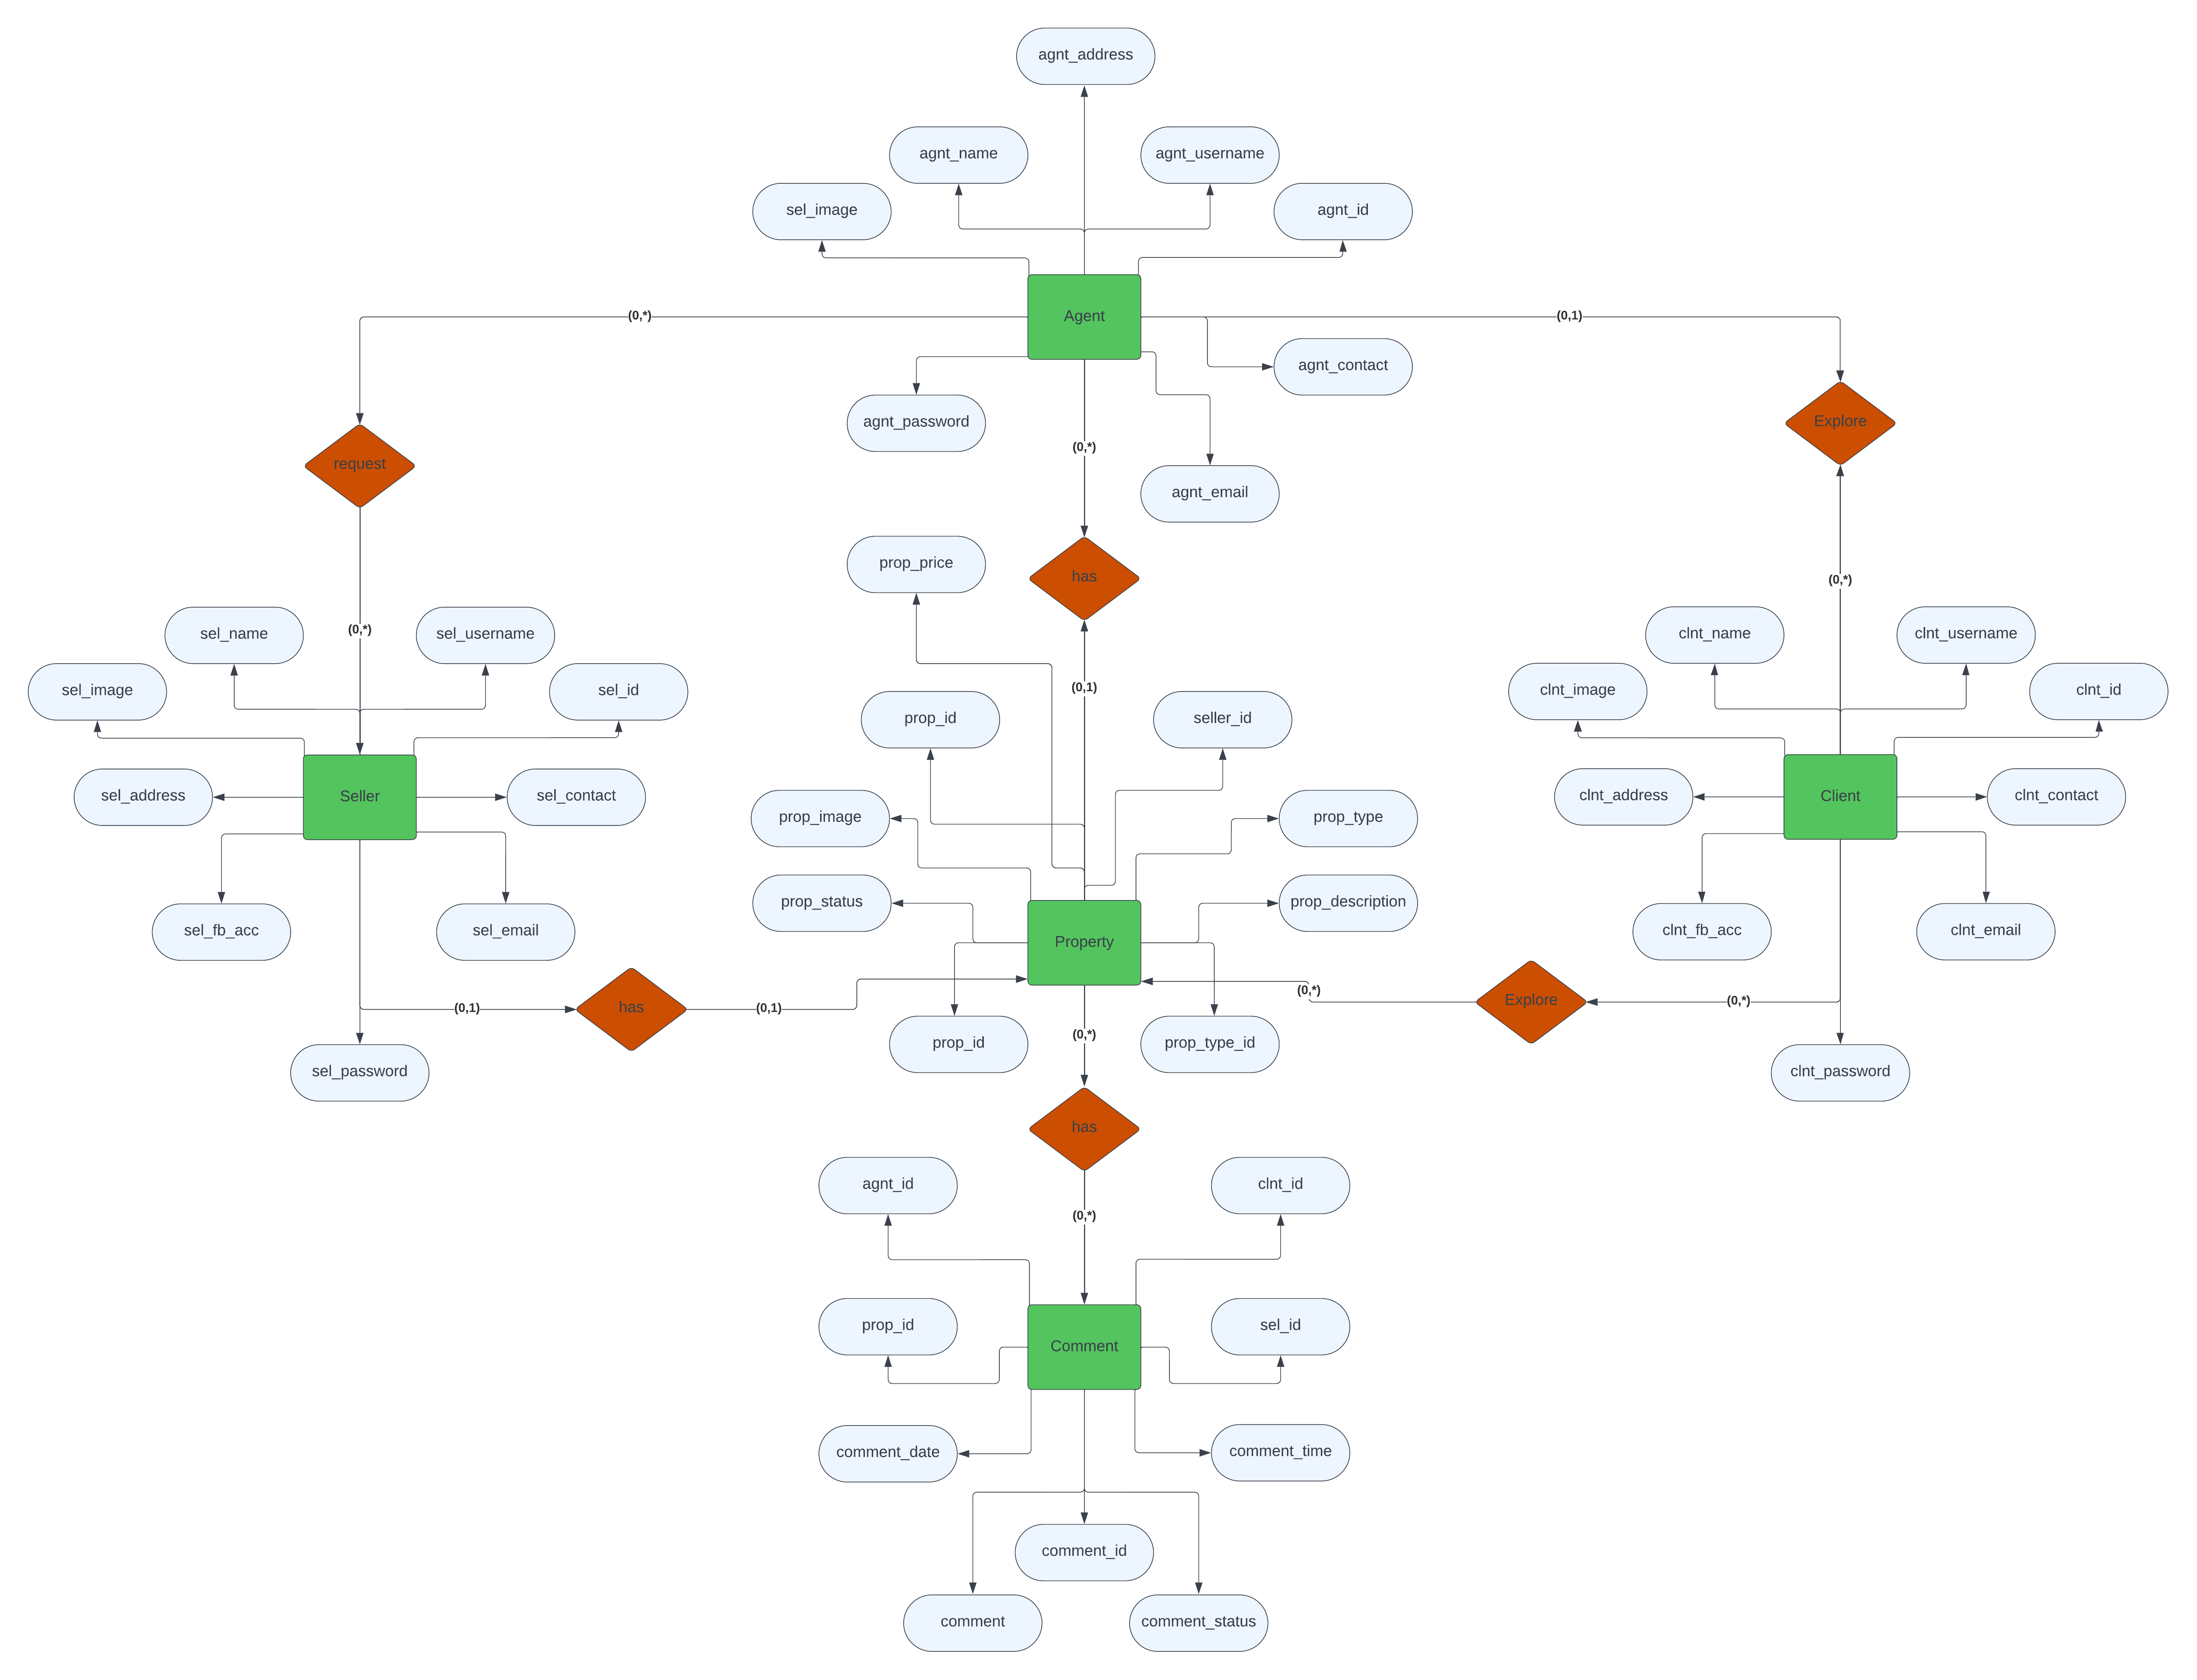 agnt_address
agnt_name
agnt_username
sel_image
agnt_id
Agent
(0,*)
(0,1)
agnt_contact
agnt_password
Explore
(0,*)
request
agnt_email
prop_price
has
(0,*)
(0,*)
sel_name
sel_username
clnt_name
clnt_username
sel_image
sel_id
(0,1)
clnt_image
clnt_id
prop_id
seller_id
Seller
sel_address
sel_contact
clnt_address
Client
clnt_contact
prop_image
prop_type
prop_status
prop_description
sel_fb_acc
sel_email
Property
clnt_fb_acc
clnt_email
(0,*)
(0,1)
has
(0,1)
Explore
(0,*)
prop_id
(0,*)
prop_type_id
sel_password
clnt_password
has
agnt_id
clnt_id
(0,*)
prop_id
sel_id
Comment
comment_date
comment_time
comment_id
comment
comment_status